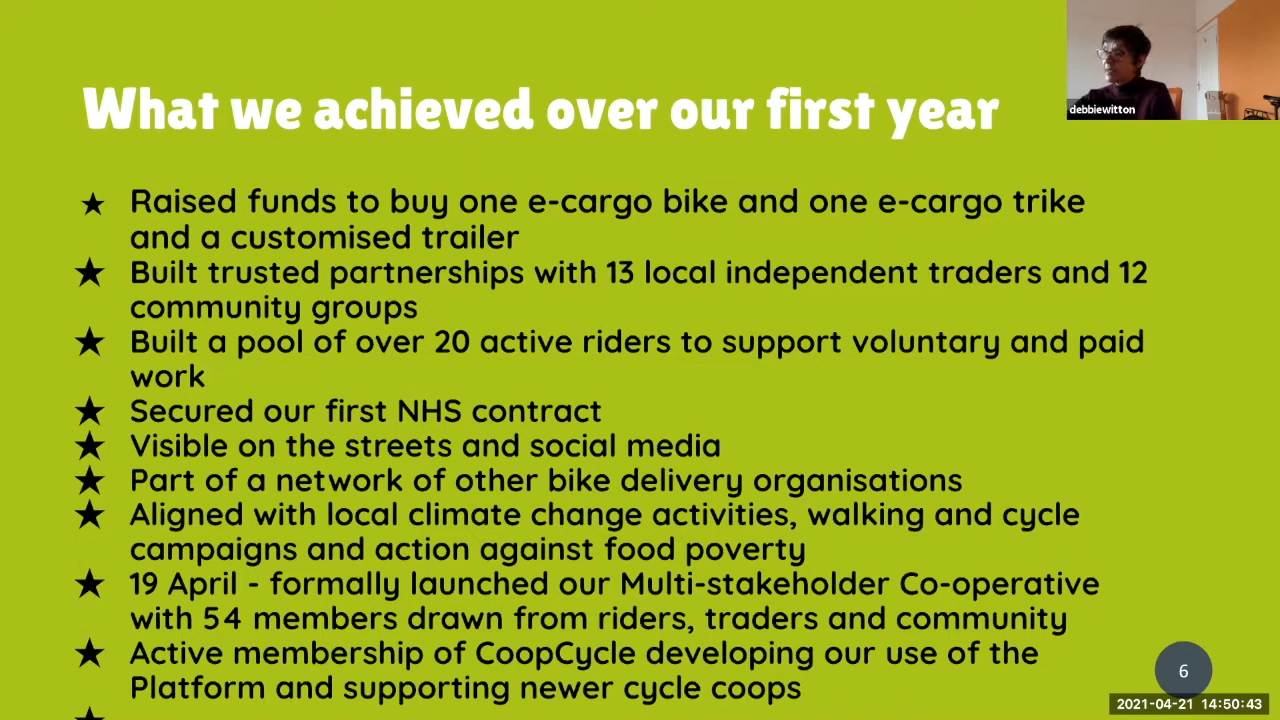 What we achieved over our first year
debbiewitton
★ Raised funds to buy one e-cargo bike and one e-cargo trike
and a customised trailer
★ Built trusted partnerships with 13 local independent traders and 12
community groups
★ Built a pool of over 20 active riders to support voluntary and paid
work
★ Secured our first NHS contract
★ Visible on the streets and social media
★ Part of a network of other bike delivery organisations
★ Aligned with local climate change activities, walking and cycle
campaigns and action against food poverty
★ 19 April - formally launched our Multi-stakeholder Co-operative
with 54 members drawn from riders, traders and community
★ Active membership of CoopCycle developing our use of the
Platform and supporting newer cycle coops
6
2021-04-21 14:50:43